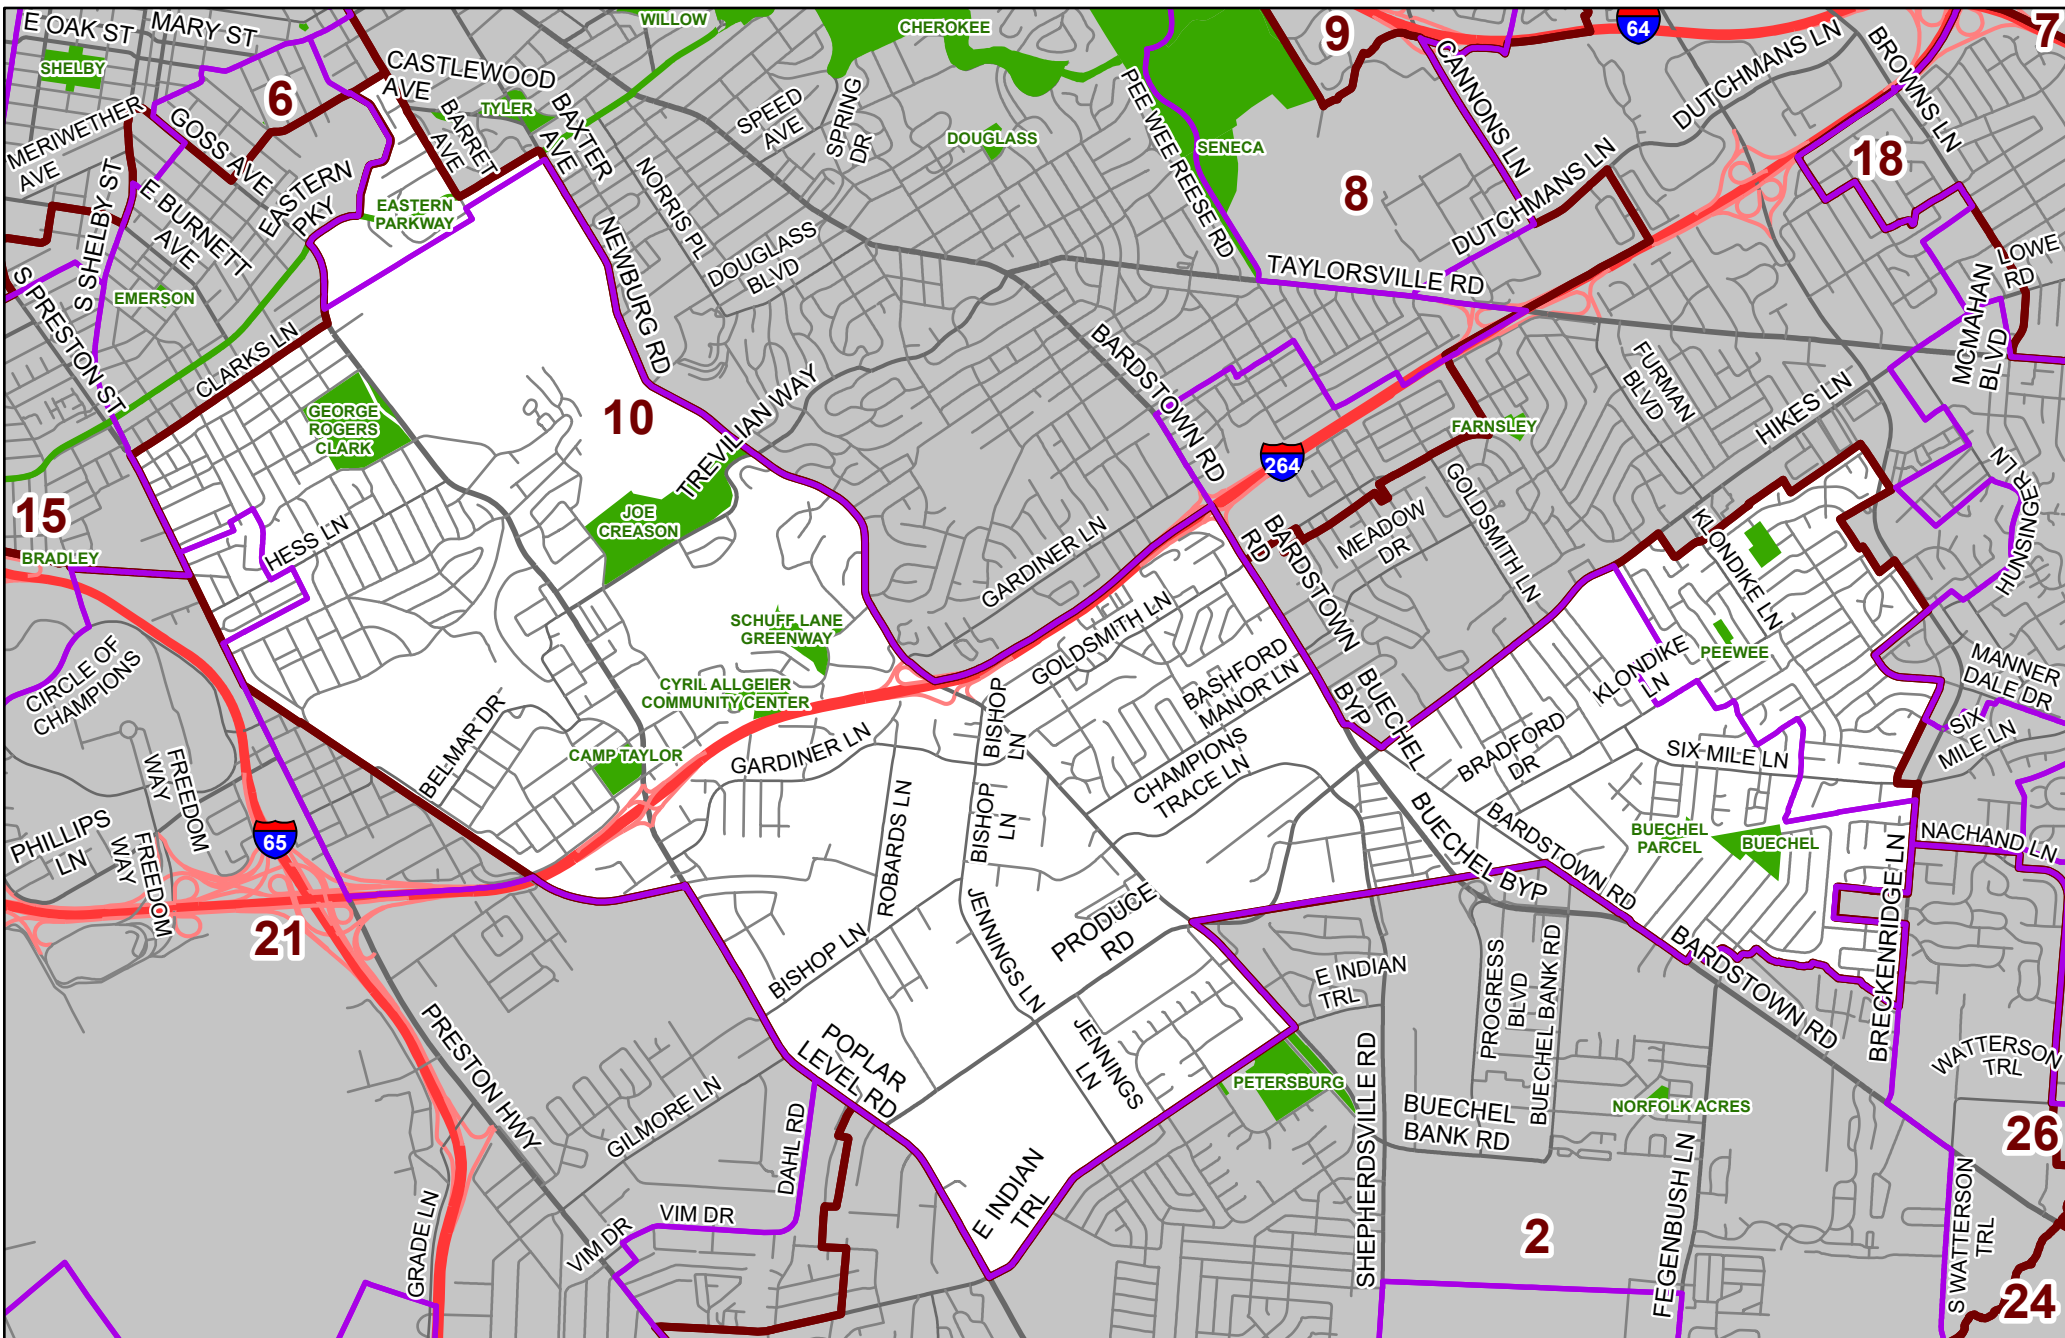 E OAK ST
MARY ST
WILLOW
CHEROKEE
9
64
7
SHELBY
CASTLEWOOD
AVE
6
TYLER
BARRET
AVE
BAXTER
AVE
SPEED
AVE
SPRING
DR
DOUGLASS
PEE WEE REESE RD
SENECA
CANNONS LN
DUTCHMANS LN
BROWNS LN
18
MERIWETHER
AVE
GOSS AVE
S SHELBY ST
E BURNETT
AVE
EASTERN
PKY
EASTERN
PARKWAY
NORRIS PL
8
DUTCHMANS LN
DOUGLASS
BLVD
NEWBURG RD
TAYLORSVILLE RD
LOWE
RD
MCMAHAN
BLVD
EMERSON
S PRESTON ST
CLARKS LN
BARDSTOWN RD
FURMAN
BLVD
HIKES LN
GEORGE
ROGERS
CLARK
10
TREVILIAN WAY
FARNSLEY
264
GOLDSMITH LN
HUNSINGER LN
15
BRADLEY
HESS LN
JOE
CREASON
GARDINER LN
BARDSTOWN
RD
MEADOW
DR
KLONDIKE LN
SCHUFF LANE
GREENWAY
GOLDSMITH LN
BASHFORD
MANOR LN
BUECHEL
BYP
KLONDIKE
LN
PEEWEE
MANNER
DALE DR
CIRCLE OF
CHAMPIONS
CYRIL ALLGEIER
COMMUNITY CENTER
BISHOP
LN
BELMAR DR
CAMP TAYLOR
GARDINER LN
CHAMPIONS
TRACE LN
BRADFORD
DR
SIX MILE LN
SIX
MILE LN
FREEDOM
WAY
PHILLIPS
LN
FREEDOM
WAY
65
ROBARDS LN
BISHOP
LN
BUECHEL BYP
BARDSTOWN RD
BUECHEL
PARCEL
BUECHEL
NACHAND LN
21
BISHOP LN
JENNINGS LN
PRODUCE
RD
E INDIAN
TRL
PROGRESS
BLVD
BUECHEL BANK RD
BARDSTOWN RD
BRECKENRIDGE LN
PRESTON HWY
POPLAR
LEVEL RD
JENNINGS
LN
PETERSBURG
SHEPHERDSVILLE RD
BUECHEL
BANK RD
NORFOLK ACRES
WATTERSON
TRL
GILMORE LN
DAHL RD
E INDIAN
TRL
FEGENBUSH LN
26
GRADE LN
VIM DR
VIM DR
2
S WATTERSON
TRL
24